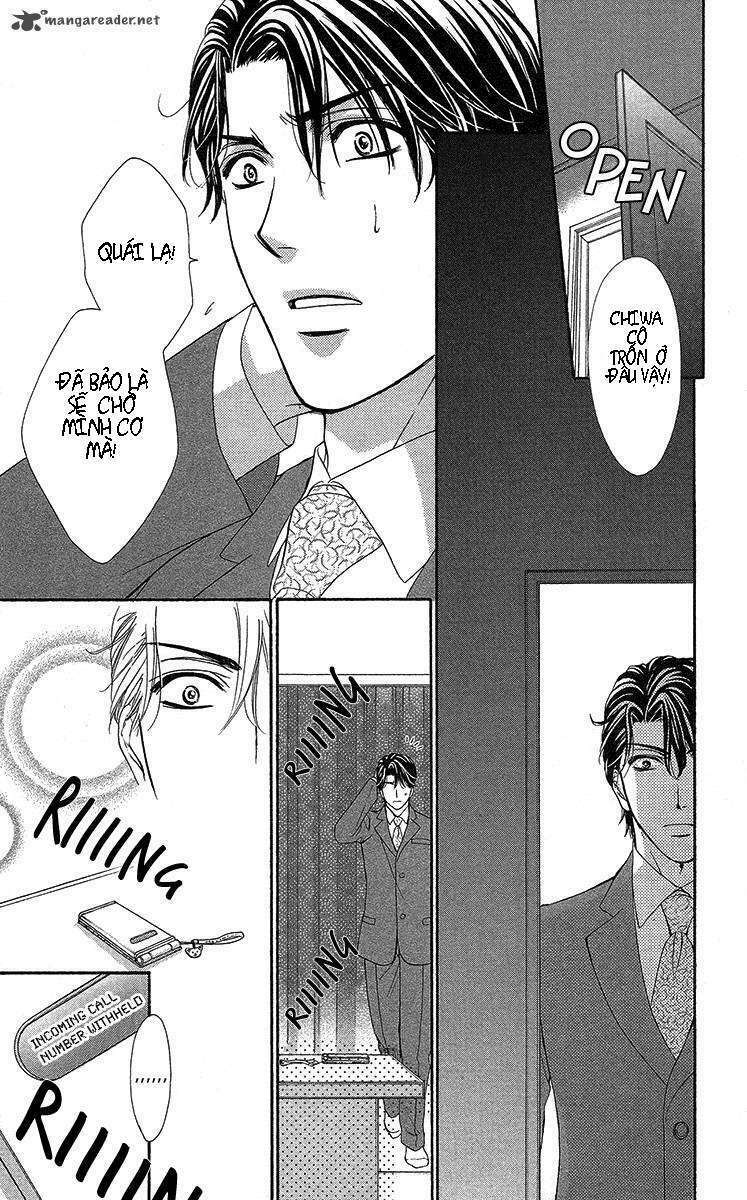 mangareader.net
OPEN
CHIWA
CÔ
TRỐN Ở
ĐÂU VẬY!
QUÁI LẠ!
ĐÃ BẢO LÀ
SẼ CHỜ
MÌNH CƠ
MÀ!
RIIIING
RIIIING
RIIIING
INCOMING CALL
NUMBER WITHHELD
......
RIIIIN